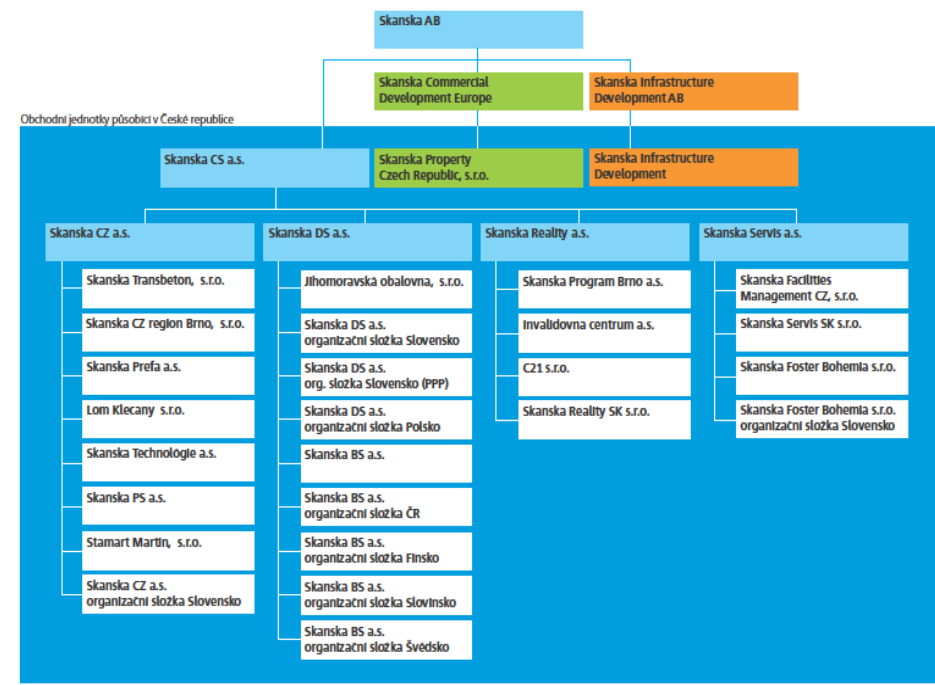 Skanska AB
Skanska Commercial
Development Europe
Skanska Infrastructure
Development AB
Obchodní jednotky působící v České republice
Skanska CS a.s.
Skanska Property
Czech Republic, s.r.o.
Skanska Infrastructure
Development
Skanska CZ a.s.
Skanska Transbeton, s.r.o.
Skanska CZ region Brno, s.r.o.
Skanska Prefa a.s.
Lom Klecany s.r.o.
Skanska Technológie a.s.
Skanska PS a.s.
Stamart Martin, s.r.o.
Skanska CZ a.s.
organizační složka Slovensko
Skanska DS a.s.
Jihomoravská obalovna, s.r.o.
Skanska DS a.s.
organizační složka Slovensko
Skanska DS a.s.
org. složka Slovensko (PPP)
Skanska DS a.s.
organizační složka Polsko
Skanska BS a.s.
Skanska BS a.s.
organizační složka ČR
Skanska BS a.s.
organizační složka Finsko
Skanska BS a.s.
organizační složka Slovinsko
Skanska BS a.s.
organizační složka Švédsko
Skanska Reality a.s.
Skanska Program Brno a.s.
Invalidovna centrum a.s.
C21 s.r.o.
Skanska Reality SK s.r.o.
Skanska Servis a.s.
Skanska Facilities
Management CZ, s.r.o.
Skanska Servis SK s.r.o.
Skanska Foster Bohemia s.r.o.
Skanska Foster Bohemia s.r.o.
organizační složka Slovensko